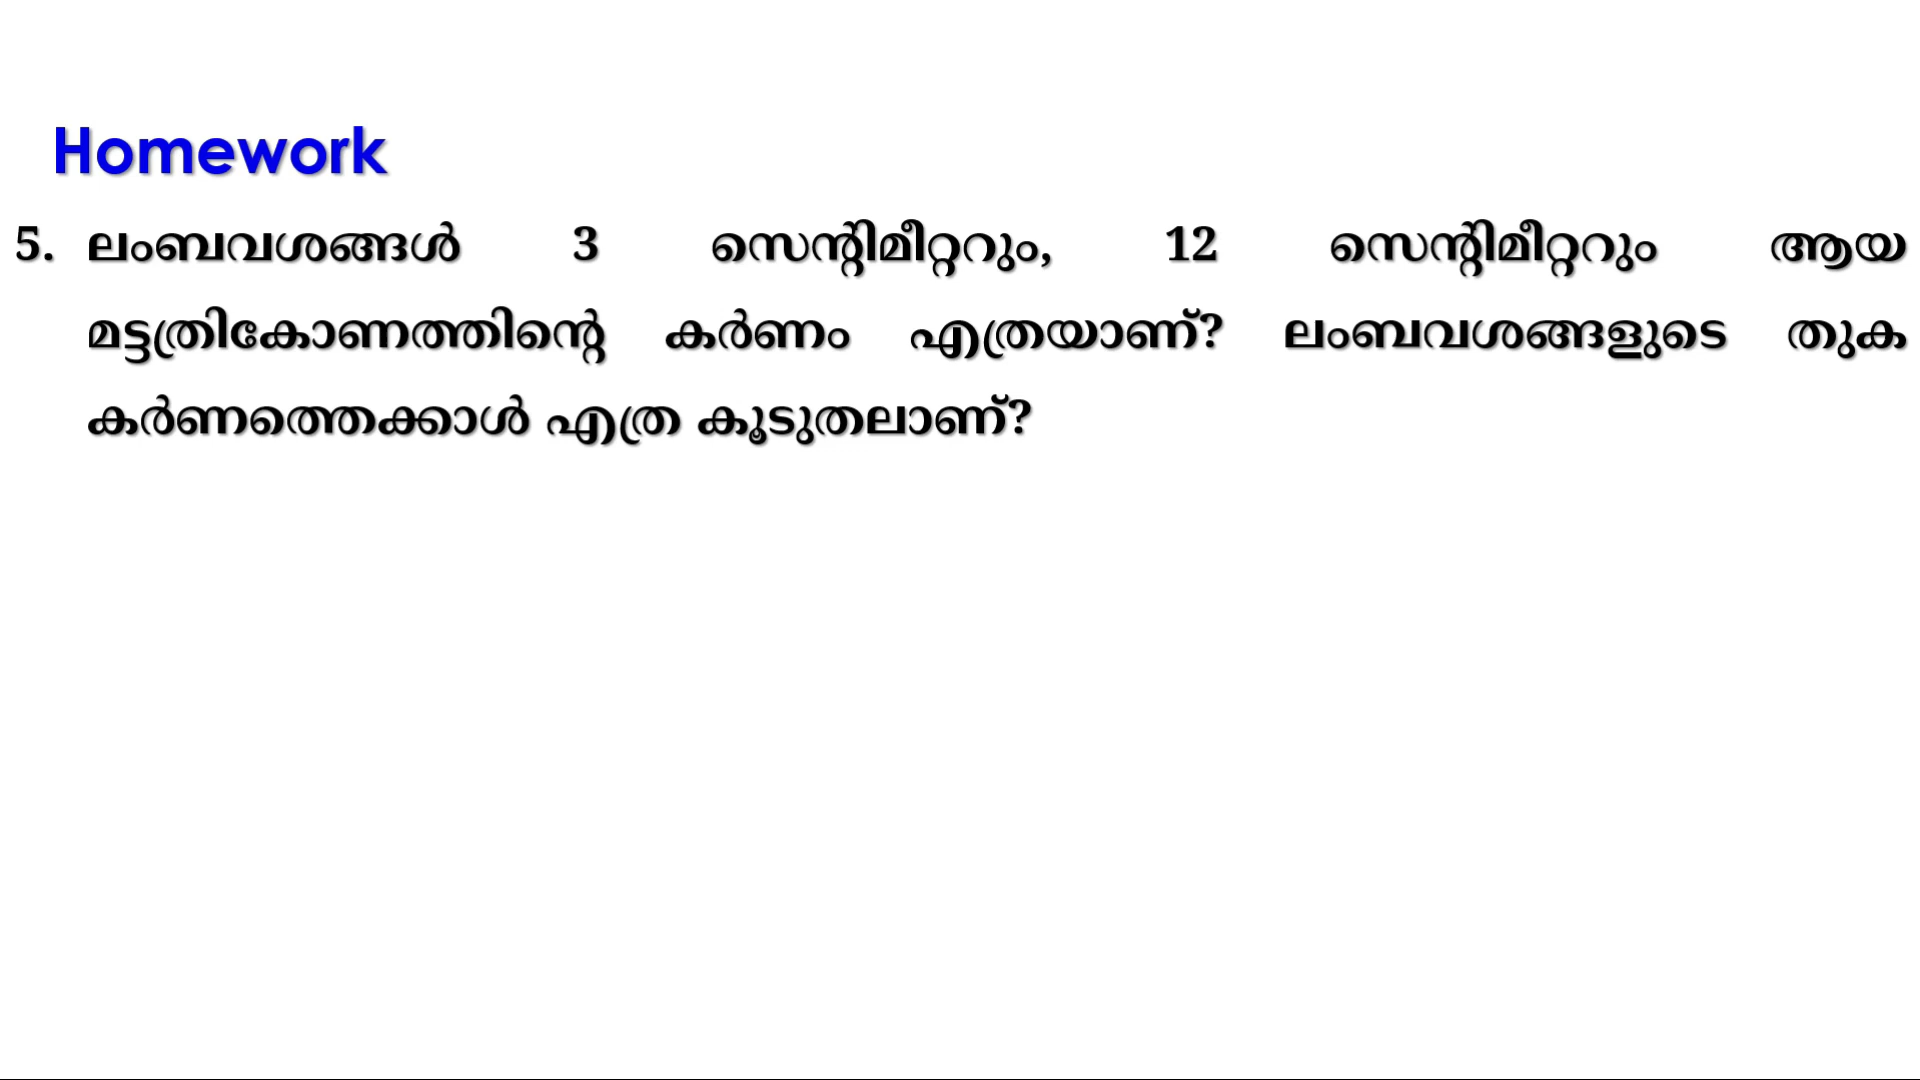 Homework
5. ലംബവശങ്ങൾ 3 സെന്റിമീറ്ററും, 12 സെന്റിമീറ്ററും ആയ
മട്ടത്രികോണത്തിന്റെ കർണം എത്രയാണ്? ലംബവശങ്ങളുടെ തുക
കർണത്തെക്കാൾ എത്ര കൂടുതലാണ്?